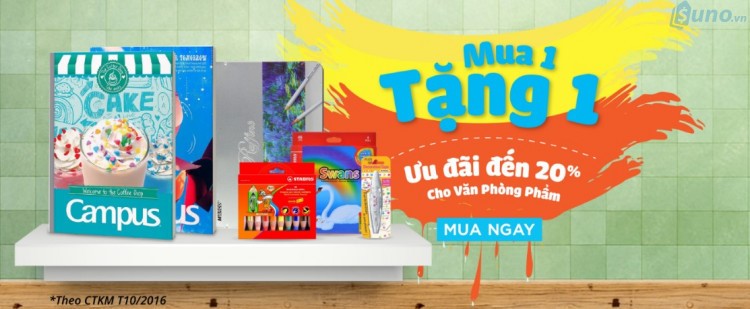 Suno.vn
Mua 1
Tặng 1
Ưu đãi đến 20%
Cho Văn Phòng Phẩm
MUA NGAY
CAKE
Welcome to the Coffee Shop
Campus
Campus
STABILO
Swans
*Theo CTKM T10/2016